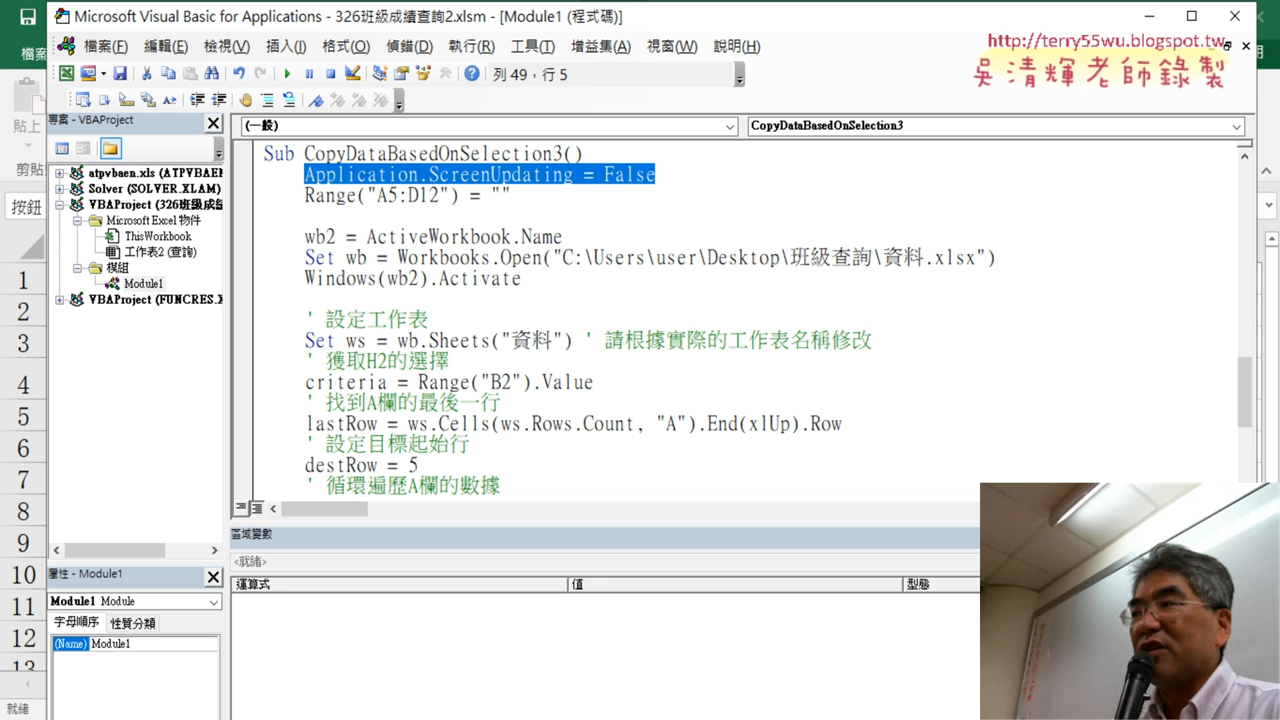 Microsoft Visual Basic for Applications - 326班級成績查詢2.xlsm - [Module1 (程式碼)]
檔案(F) 編輯(E) 檢視(V) 插入(I) 格式(O) 偵錯(D) 執行(R) 工具(T) 增益集(A) 視窗(W) 說明(H)
http://terry55wu.blogspot.tw
吳清輝老師錄製
列 49，行 5
專案 - VBAProject
(一般)
CopyDataBasedOnSelection3
atpvbaen.xls (ATPVBAEN
Solver (SOLVER.XLAM)
VBAProject (326班級成績
Microsoft Excel 物件
ThisWorkbook
工作表2 (查詢)
模組
Module1
VBAProject (FUNCRES.X
Sub CopyDataBasedOnSelection3()
Application.ScreenUpdating = False
Range("A5:D12") = ""
wb2 = ActiveWorkbook.Name
Set wb = Workbooks.Open("C:\Users\user\Desktop\班級查詢\資料.xlsx")
Windows(wb2).Activate
' 設定工作表
Set ws = wb.Sheets("資料") ' 請根據實際的工作表名稱修改
' 獲取H2的選擇
criteria = Range("B2").Value
' 找到A欄的最後一行
lastRow = ws.Cells(ws.Rows.Count, "A").End(xlUp).Row
' 設定目標起始行
destRow = 5
' 循環遍歷A欄的數據
區域變數
<就緒>
運算式
值
型態
屬性 - Module1
Module1 Module
字母順序 性質分類
(Name) Module1
檔案
貼上
剪貼
按鈕
1
2
3
4
5
6
7
8
9
10
11
12
13
就緒